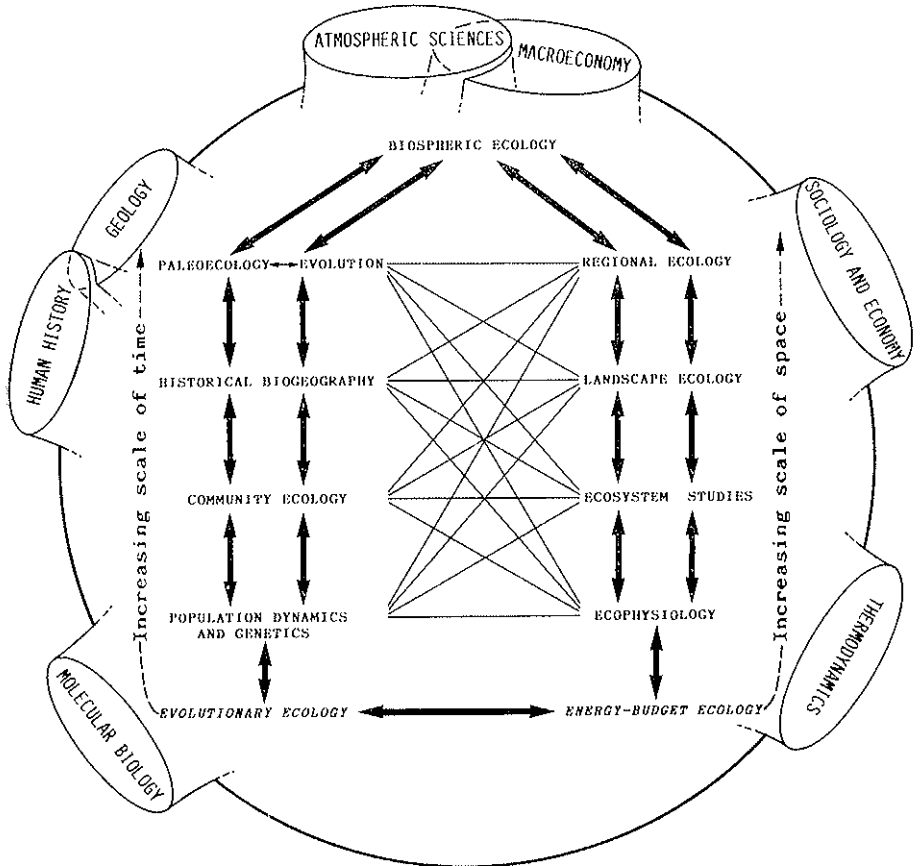 ATMOSPHERIC SCIENCES
MACROECONOMY
BIOSPHERIC ECOLOGY
GEOLOGY
SOCIOLOGY AND ECONOMY
PALEOECOLOGY
EVOLUTION
REGIONAL ECOLOGY
HUMAN HISTORY
Increasing scale of time
Increasing scale of space
HISTORICAL BIOGEOGRAPHY
LANDSCAPE ECOLOGY
COMMUNITY ECOLOGY
ECOSYSTEM STUDIES
POPULATION DYNAMICS
AND GENETICS
ECOPHYSIOLOGY
THERMODYNAMICS
MOLECULAR BIOLOGY
EVOLUTIONARY ECOLOGY
ENERGY-BUDGET ECOLOGY